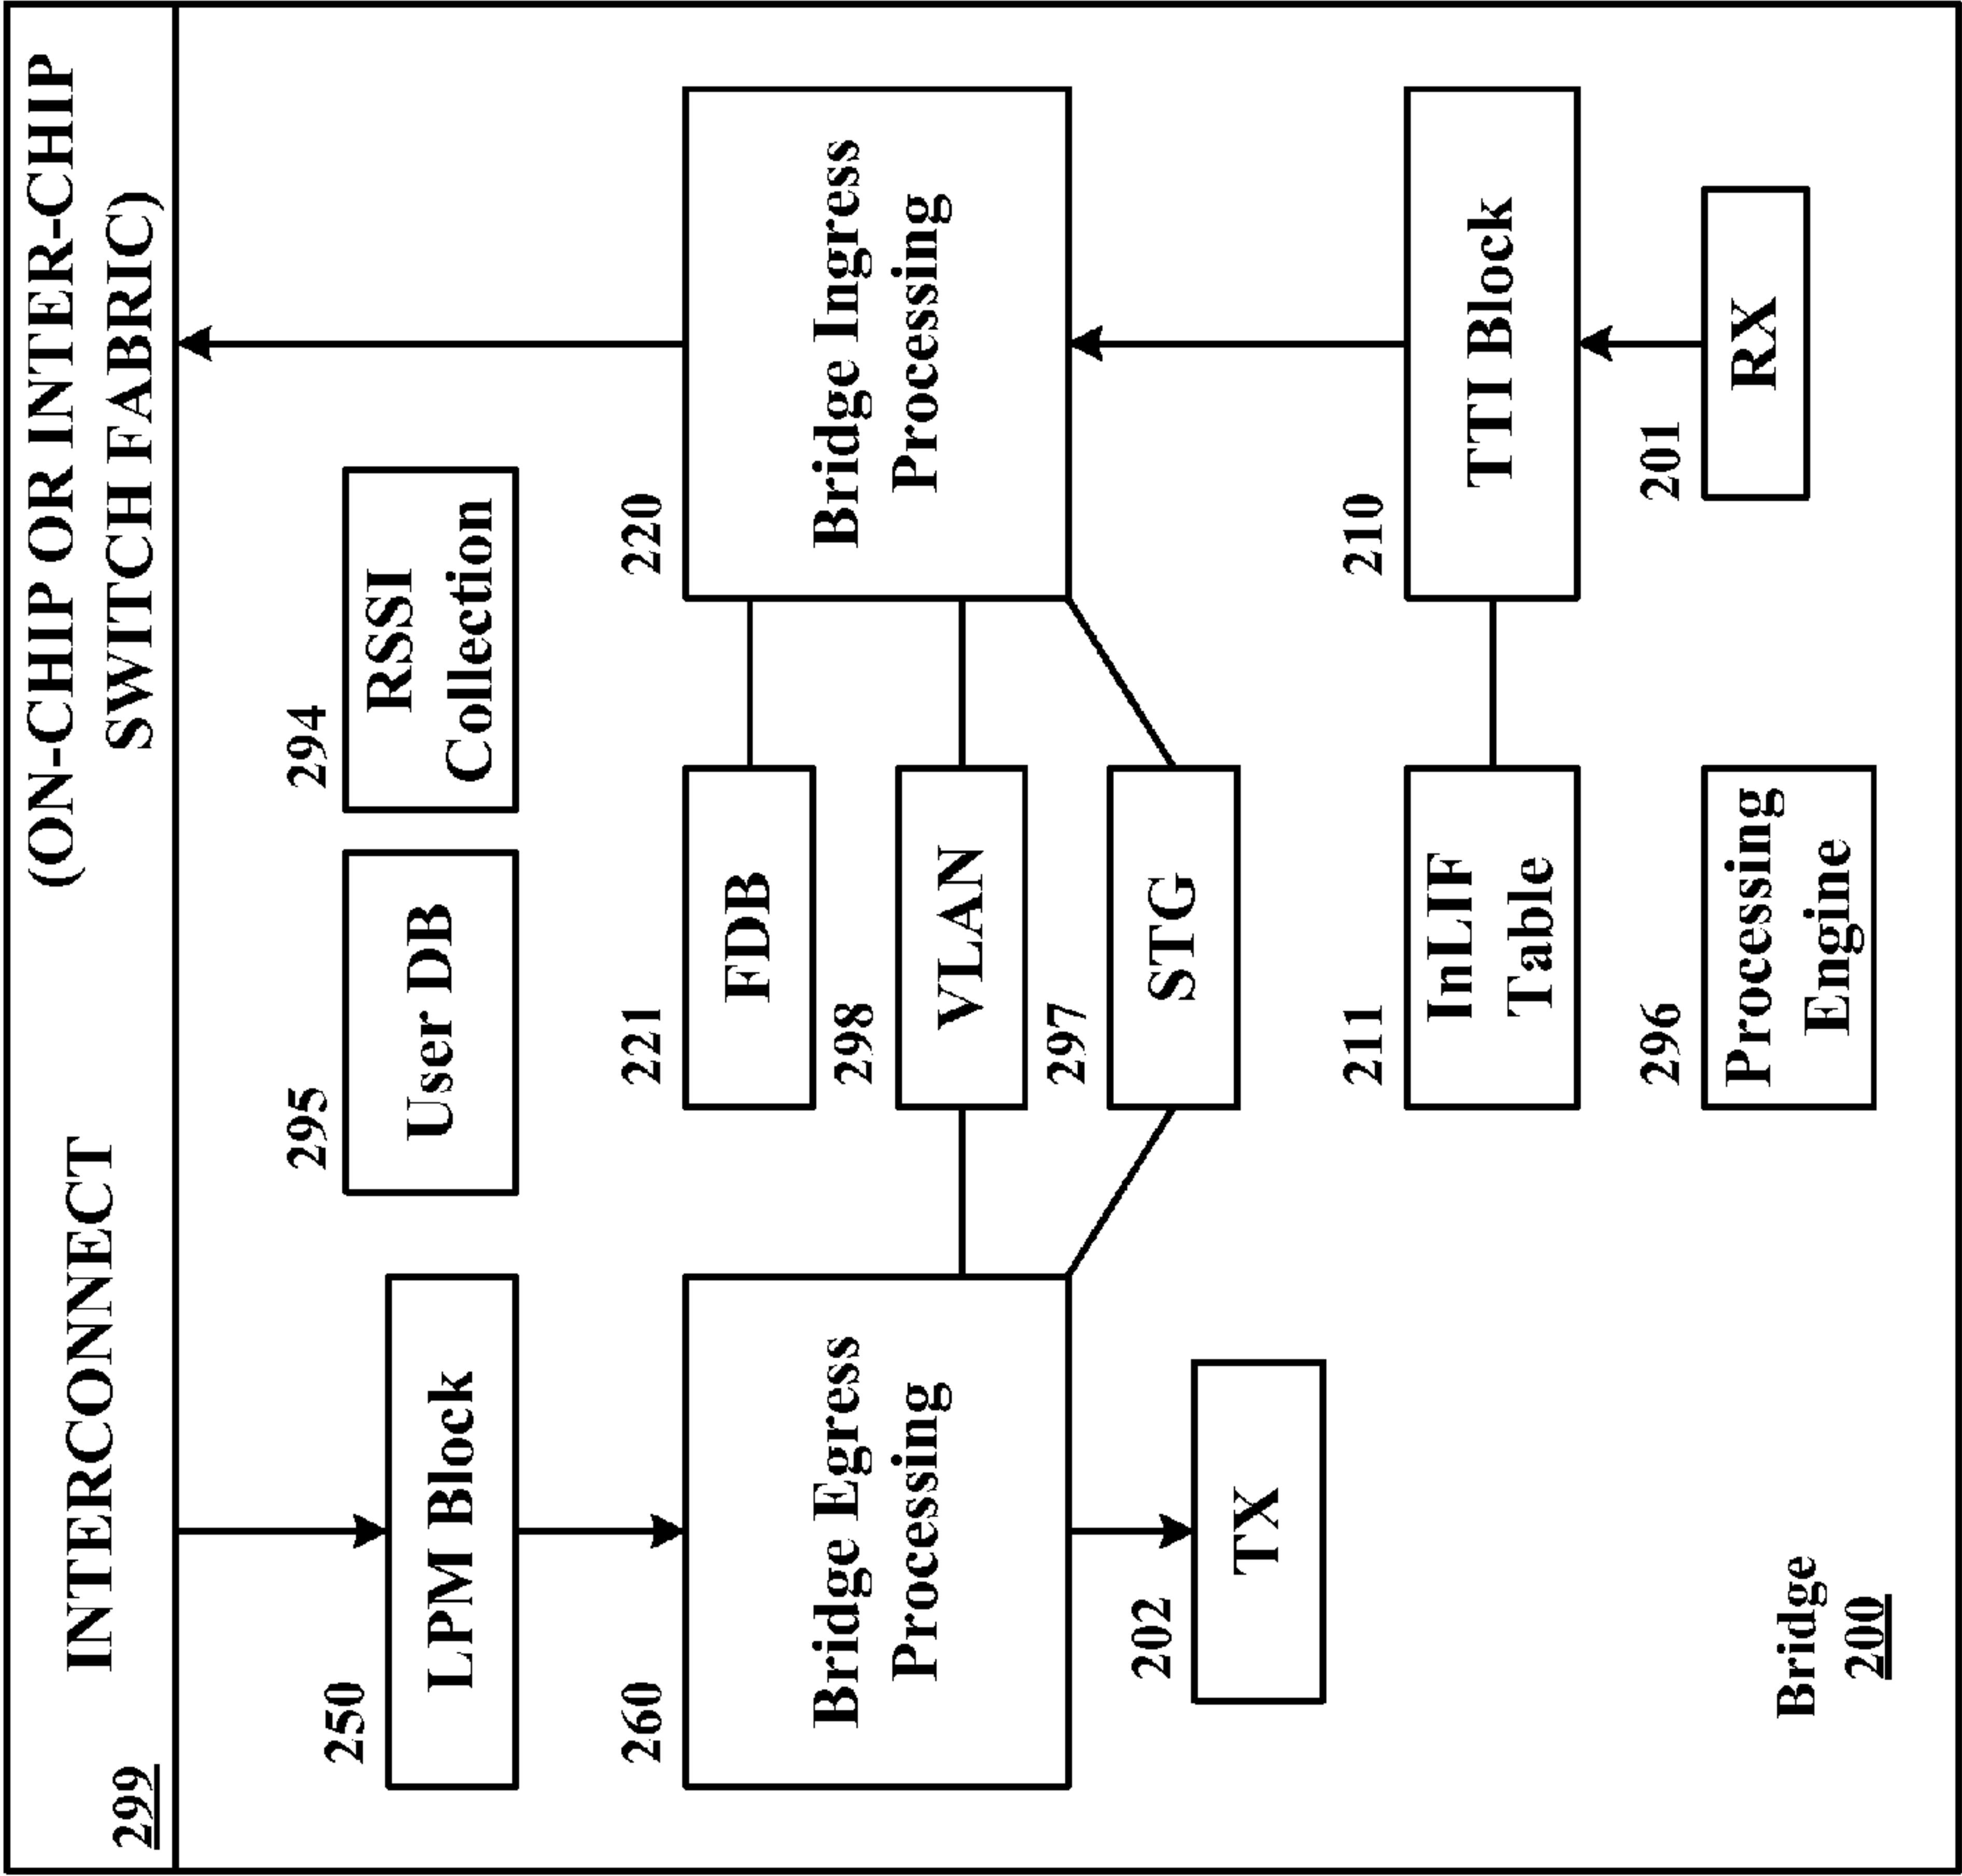 299
INTERCONNECT
(ON-CHIP OR INTER-CHIP
SWITCH FABRIC)
250
LPM Block
295
User DB
294
RSSI
Collection
260
Bridge Egress
Processing
221
FDB
298
VLAN
297
STG
220
Bridge Ingress
Processing
202
TX
211
InLIF
Table
210
TTI Block
296
Processing
Engine
201
RX
Bridge
200